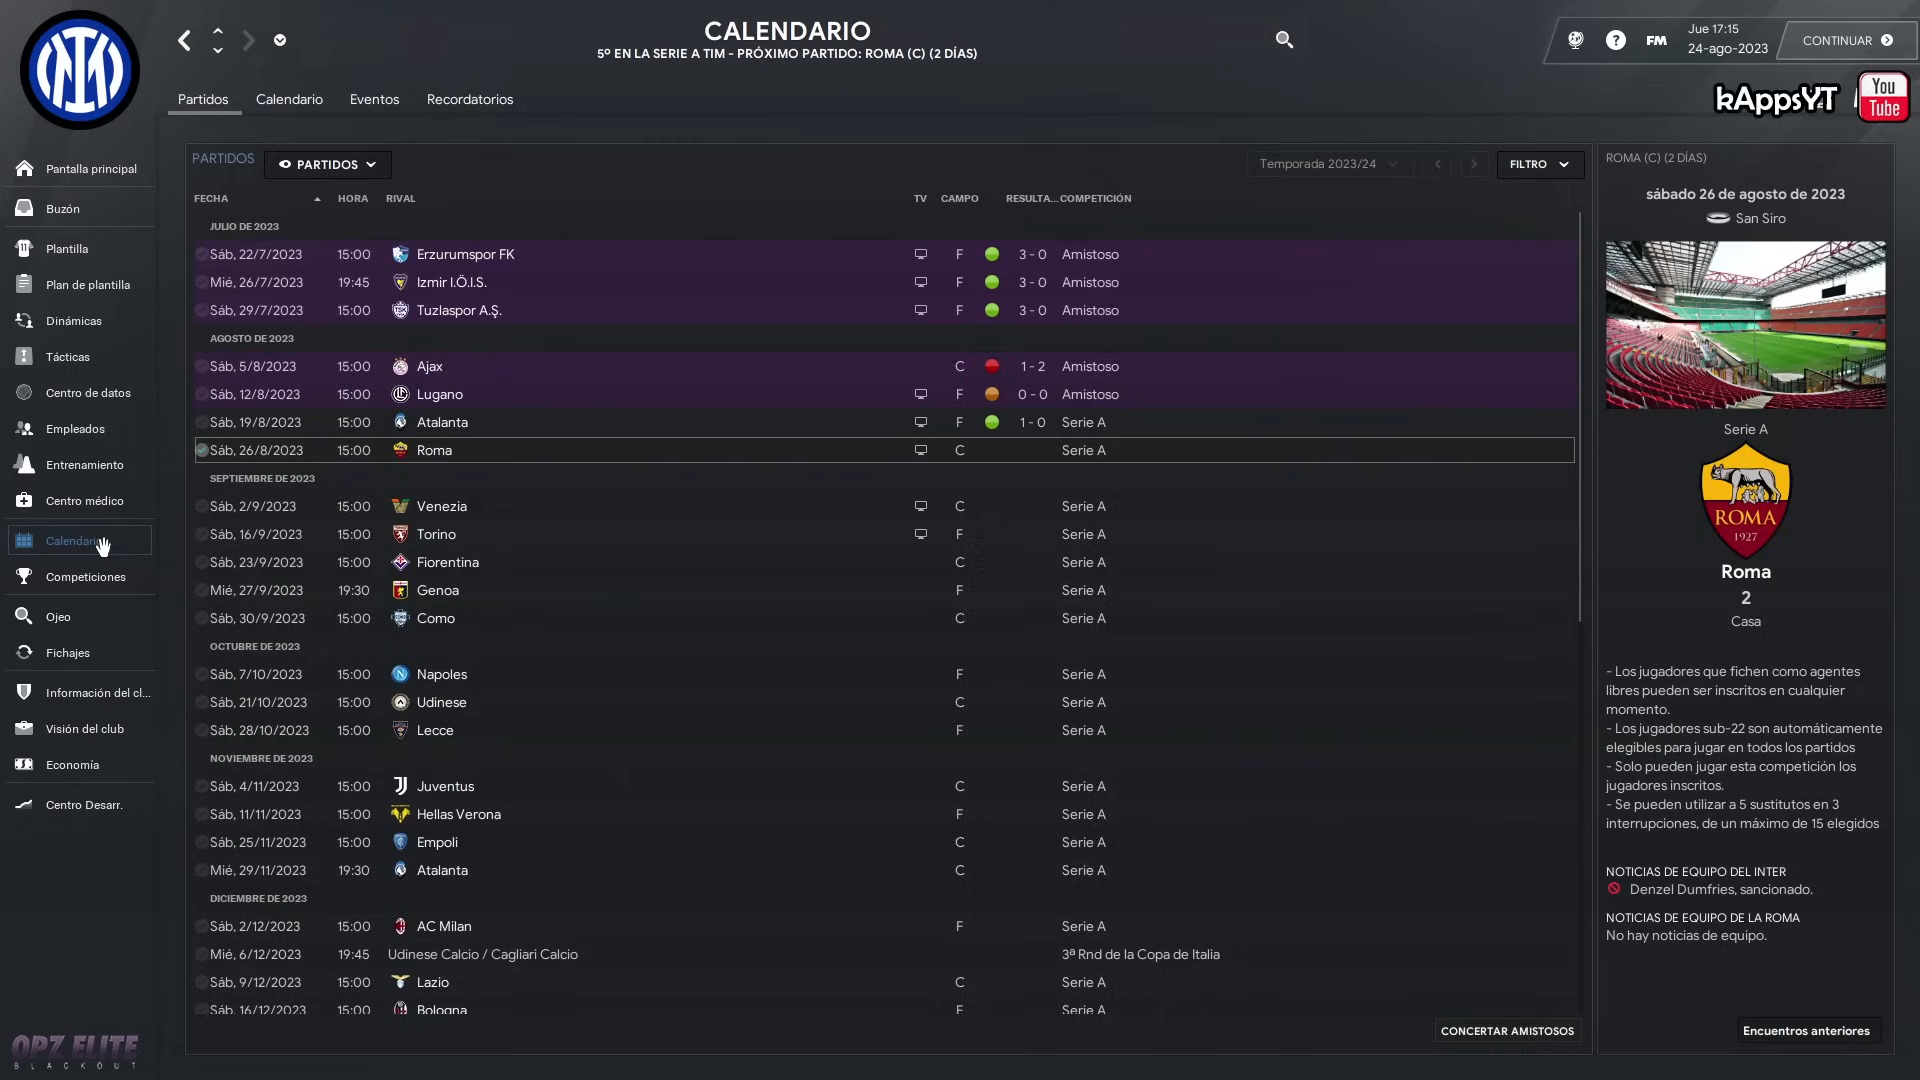 CALENDARIO
5º EN LA SERIE A TIM - PRÓXIMO PARTIDO: ROMA (C) (2 DÍAS)
FM
Jue 17:15
24-ago-2023
CONTINUAR
Partidos Calendario Eventos Recordatorios
kAppsYT
You
Tube
Pantalla principal
Buzón
Plantilla
Plan de plantilla
Dinámicas
Tácticas
Centro de datos
Empleados
Entrenamiento
Centro médico
Calendario
Competiciones
Ojeo
Fichajes
Información del cl...
Visión del club
Economía
Centro Desarr.
OPZ ELITE
BLACKOUT
PARTIDOS PARTIDOS Temporada 2023/24 FILTRO
FECHA HORA RIVAL TV CAMPO RESULTA... COMPETICIÓN
JULIO DE 2023
Sáb, 22/7/2023 15:00 Erzurumspor FK F 3 - 0 Amistoso
Mié, 26/7/2023 19:45 Izmir I.Ö.I.S. F 3 - 0 Amistoso
Sáb, 29/7/2023 15:00 Tuzlaspor A.Ş. F 3 - 0 Amistoso
AGOSTO DE 2023
Sáb, 5/8/2023 15:00 Ajax C 1 - 2 Amistoso
Sáb, 12/8/2023 15:00 Lugano F 0 - 0 Amistoso
Sáb, 19/8/2023 15:00 Atalanta F 1 - 0 Serie A
Sáb, 26/8/2023 15:00 Roma C Serie A
SEPTIEMBRE DE 2023
Sáb, 2/9/2023 15:00 Venezia C Serie A
Sáb, 16/9/2023 15:00 Torino F Serie A
Sáb, 23/9/2023 15:00 Fiorentina C Serie A
Mié, 27/9/2023 19:30 Genoa F Serie A
Sáb, 30/9/2023 15:00 Como C Serie A
OCTUBRE DE 2023
Sáb, 7/10/2023 15:00 Napoles F Serie A
Sáb, 21/10/2023 15:00 Udinese C Serie A
Sáb, 28/10/2023 15:00 Lecce F Serie A
NOVIEMBRE DE 2023
Sáb, 4/11/2023 15:00 Juventus C Serie A
Sáb, 11/11/2023 15:00 Hellas Verona F Serie A
Sáb, 25/11/2023 15:00 Empoli C Serie A
Mié, 29/11/2023 19:30 Atalanta C Serie A
DICIEMBRE DE 2023
Sáb, 2/12/2023 15:00 AC Milan F Serie A
Mié, 6/12/2023 19:45 Udinese Calcio / Cagliari Calcio 3ª Rnd de la Copa de Italia
Sáb, 9/12/2023 15:00 Lazio C Serie A
Sáb, 16/12/2023 15:00 Bologna F Serie A
CONCERTAR AMISTOSOS
ROMA (C) (2 DÍAS)
sábado 26 de agosto de 2023
San Siro
Serie A
ROMA
1927
Roma
2
Casa
- Los jugadores que fichen como agentes
libres pueden ser inscritos en cualquier
momento.
- Los jugadores sub-22 son automáticamente
elegibles para jugar en todos los partidos
- Solo pueden jugar esta competición los
jugadores inscritos.
- Se pueden utilizar a 5 sustitutos en 3
interrupciones, de un máximo de 15 elegidos
NOTICIAS DE EQUIPO DEL INTER
Denzel Dumfries, sancionado.
NOTICIAS DE EQUIPO DE LA ROMA
No hay noticias de equipo.
Encuentros anteriores